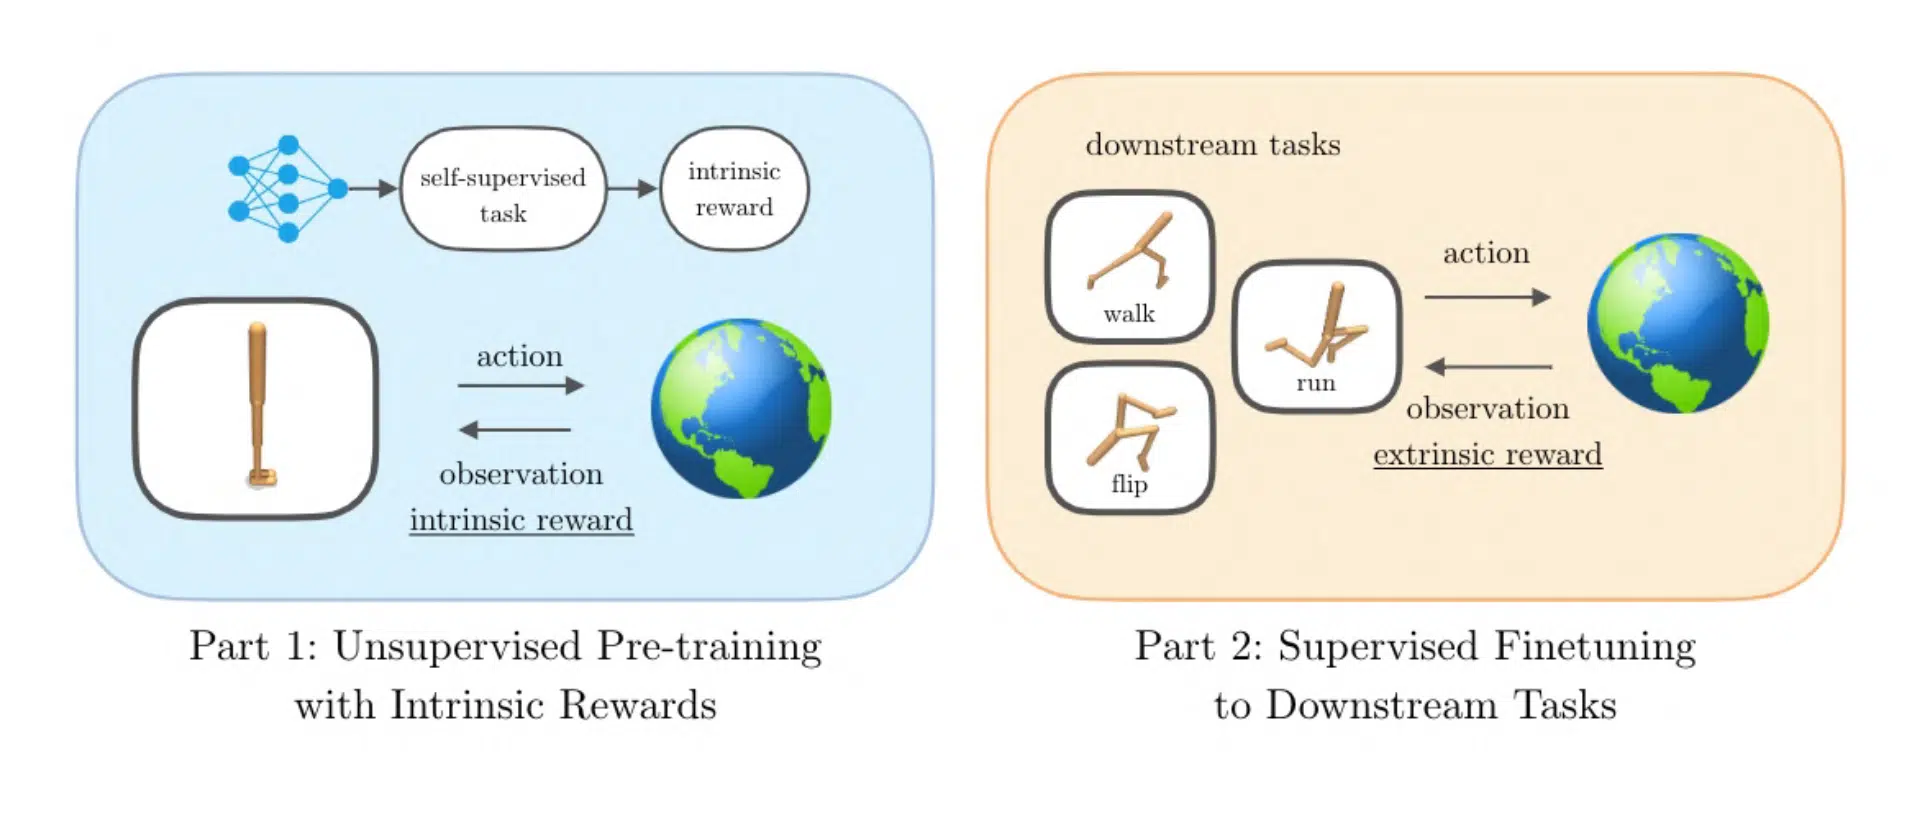 self-supervised
task
intrinsic
reward
action
observation
intrinsic reward
Part 1: Unsupervised Pre-training
with Intrinsic Rewards
downstream tasks
walk
run
flip
action
observation
extrinsic reward
Part 2: Supervised Finetuning
to Downstream Tasks